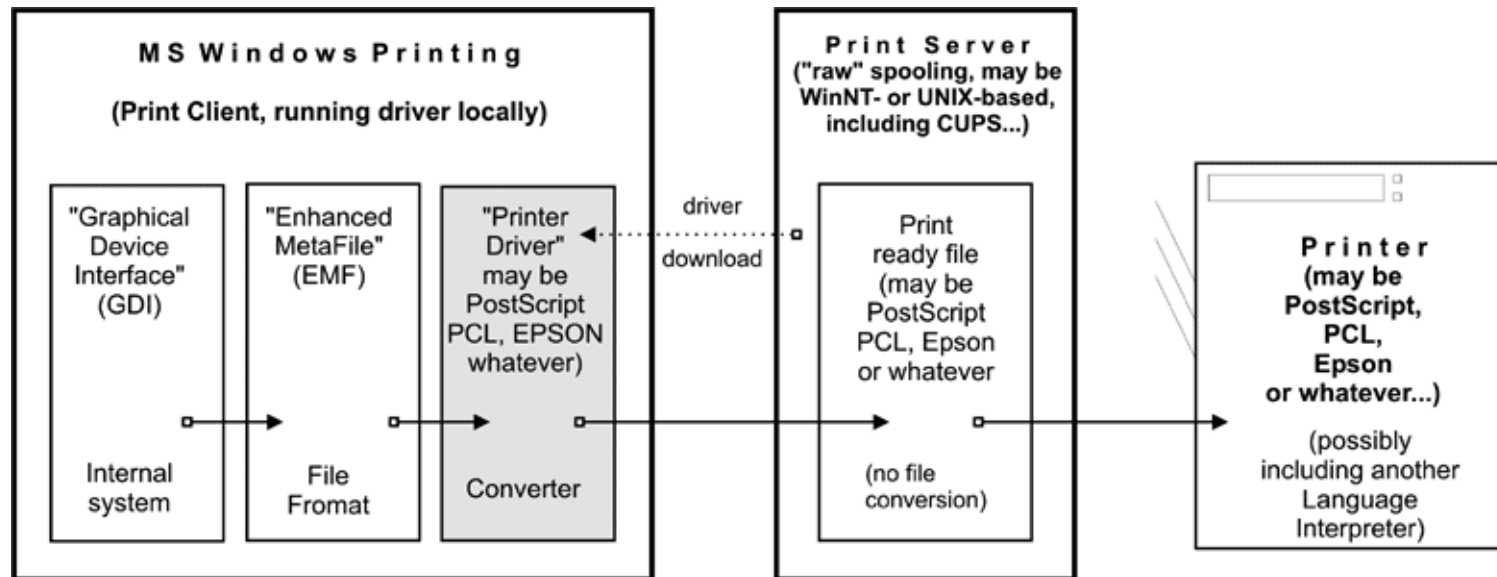 MS Windows Printing
(Print Client, running driver locally)
"Graphical
Device
Interface"
(GDI)
Internal
system
"Enhanced
MetaFile"
(EMF)
File
Fromat
"Printer
Driver"
may be
PostScript
PCL, EPSON
whatever)
Converter
driver
download
Print Server
("raw" spooling, may be
WinNT- or UNIX-based,
including CUPS...)
Print
ready file
(may be
PostScript
PCL, Epson
or whatever
(no file
conversion)
Printer
(may be
PostScript,
PCL,
Epson
or whatever...)
(possibly
including another
Language
Interpreter)